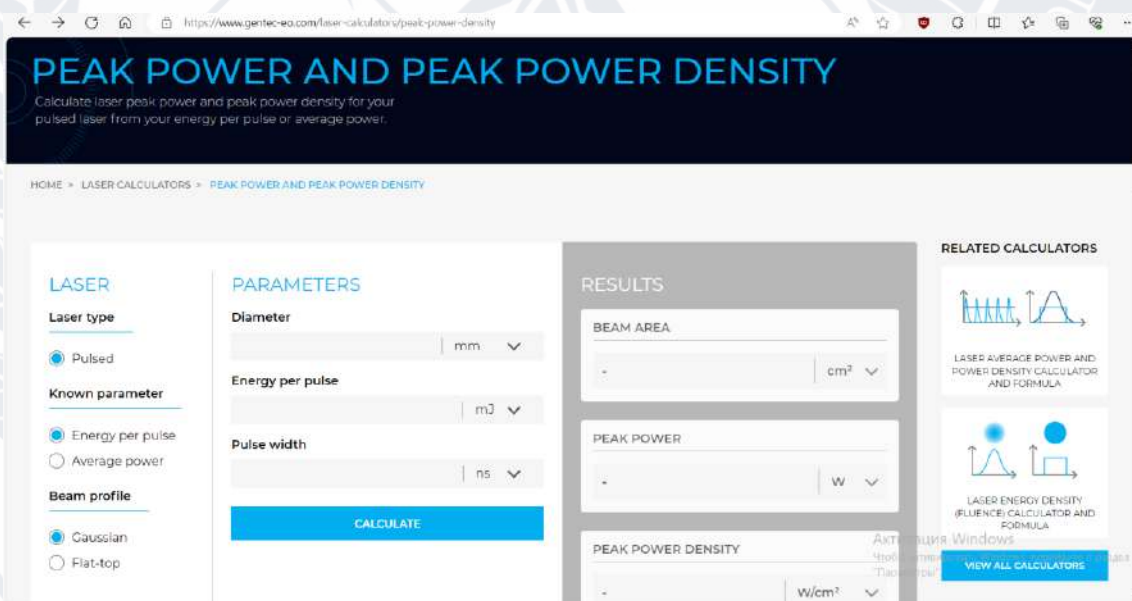 https://www.gentec-eo.com/laser-calculators/peak-power-density
PEAK POWER AND PEAK POWER DENSITY
Calculate laser peak power and peak power density for your
pulsed laser from your energy per pulse or average power.
HOME > LASER CALCULATORS > PEAK POWER AND PEAK POWER DENSITY
LASER
Laser type
Pulsed
Known parameter
Energy per pulse
Average power
Beam profile
Gaussian
Flat-top
PARAMETERS
Diameter
mm
Energy per pulse
mJ
Pulse width
ns
CALCULATE
RESULTS
BEAM AREA
- cm²
PEAK POWER
- W
PEAK POWER DENSITY
- W/cm²
RELATED CALCULATORS
LASER AVERAGE POWER AND
POWER DENSITY CALCULATOR
AND FORMULA
LASER ENERGY DENSITY
(FLUENCE) CALCULATOR AND
FORMULA
VIEW ALL CALCULATORS
Активация Windows